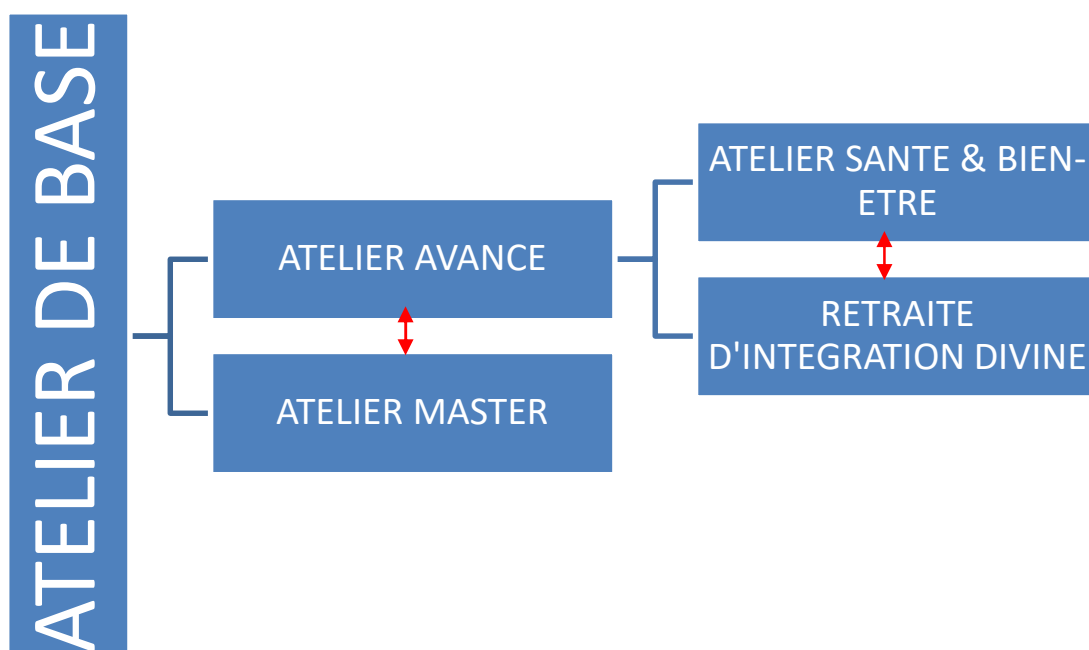 ATELIER DE BASE
ATELIER AVANCE
ATELIER MASTER
ATELIER SANTE & BIEN-
ETRE
RETRAITE
D'INTEGRATION DIVINE